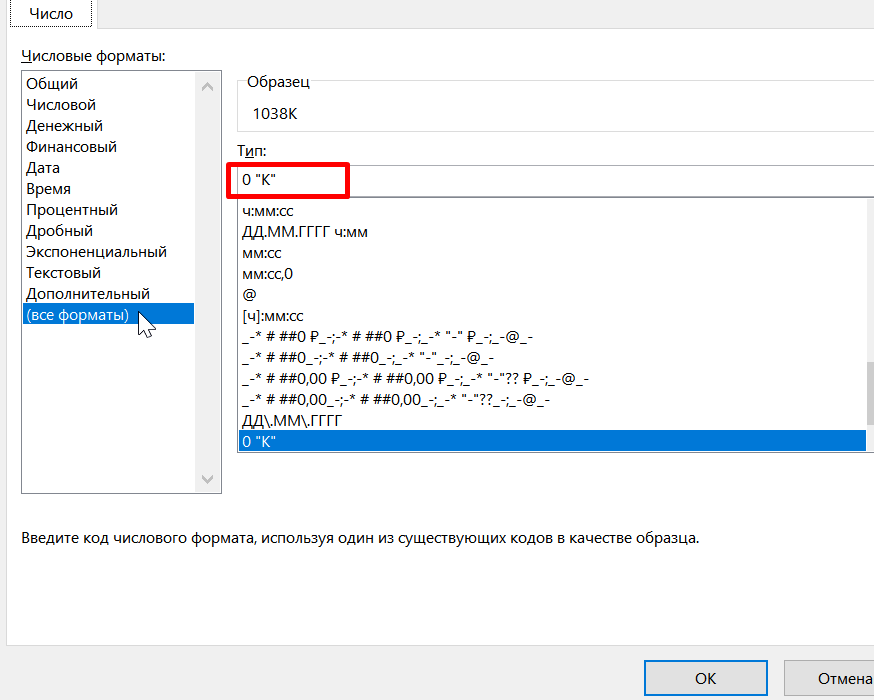 Число
Числовые форматы:
Общий
Числовой
Денежный
Финансовый
Дата
Время
Процентный
Дробный
Экспоненциальный
Текстовый
Дополнительный
(все форматы)
Образец
1038К
Тип:
0 "К"
ч:мм:сс
ДД.ММ.ГГГГ ч:мм
мм:сс
мм:сс,0
@
[ч]:мм:сс
_-* # ##0 ₽_-;-* # ##0 ₽_-;_-* "-" ₽_-;_-@_-
_-* # ##0_-;-* # ##0_-;_-* "-"_-;_-@_-
_-* # ##0,00 ₽_-;-* # ##0,00 ₽_-;_-* "-"?? ₽_-;_-@_-
_-* # ##0,00_-;-* # ##0,00_-;_-* "-"??_-;_-@_-
ДД\.ММ\.ГГГГ
0 "К"
Введите код числового формата, используя один из существующих кодов в качестве образца.
ОК
Отмена